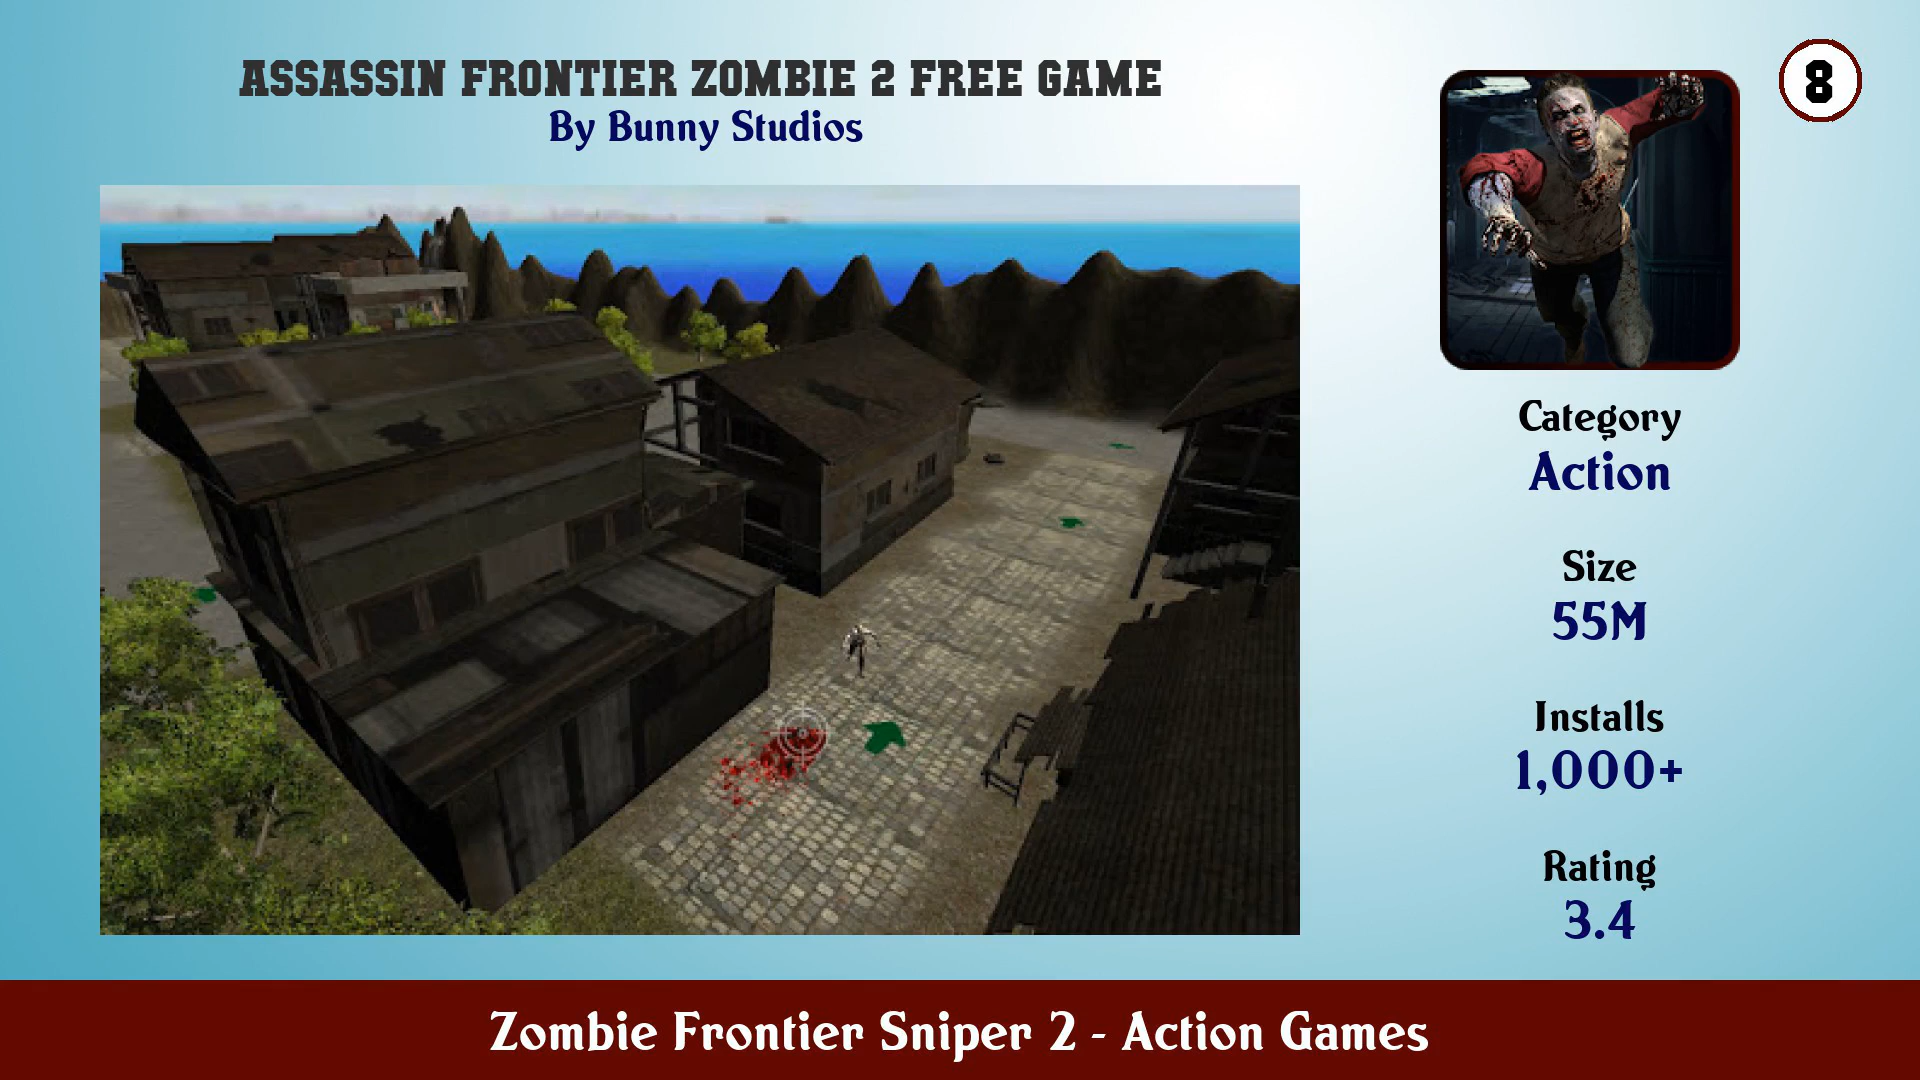 ASSASSIN FRONTIER ZOMBIE 2 FREE GAME
By Bunny Studios
8
Category
Action
Size
55M
Installs
1,000+
Rating
3.4
Zombie Frontier Sniper 2 - Action Games